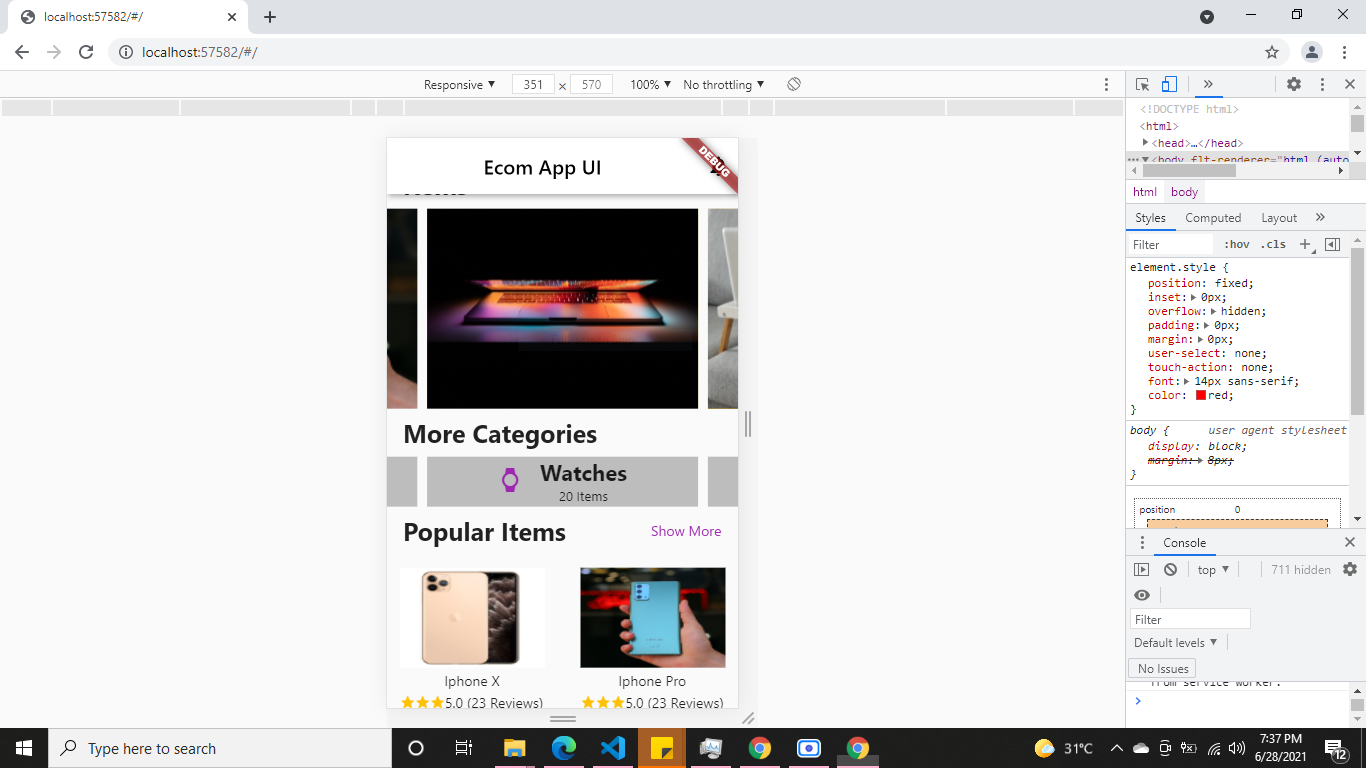 localhost:57582/#/
localhost:57582/#/
Responsive 351 × 570 100% No throttling
Ecom App UI
DEBUG
More Categories
Watches
20 Items
Popular Items Show More
Iphone X Iphone Pro
5.0 (23 Reviews) 5.0 (23 Reviews)
<!DOCTYPE html>
<html>
<head>…</head>
<body flt-renderer="html (auto
html body
Styles Computed Layout
Filter :hov .cls
element.style {
position: fixed;
inset: 0px;
overflow: hidden;
padding: 0px;
margin: 0px;
user-select: none;
touch-action: none;
font: 14px sans-serif;
color: red;
}
body { user agent stylesheet
display: block;
margin: 8px;
}
position 0
Console
top 711 hidden
Filter
Default levels
No Issues
from service worker.
Type here to search
31°C
7:37 PM
6/28/2021
12